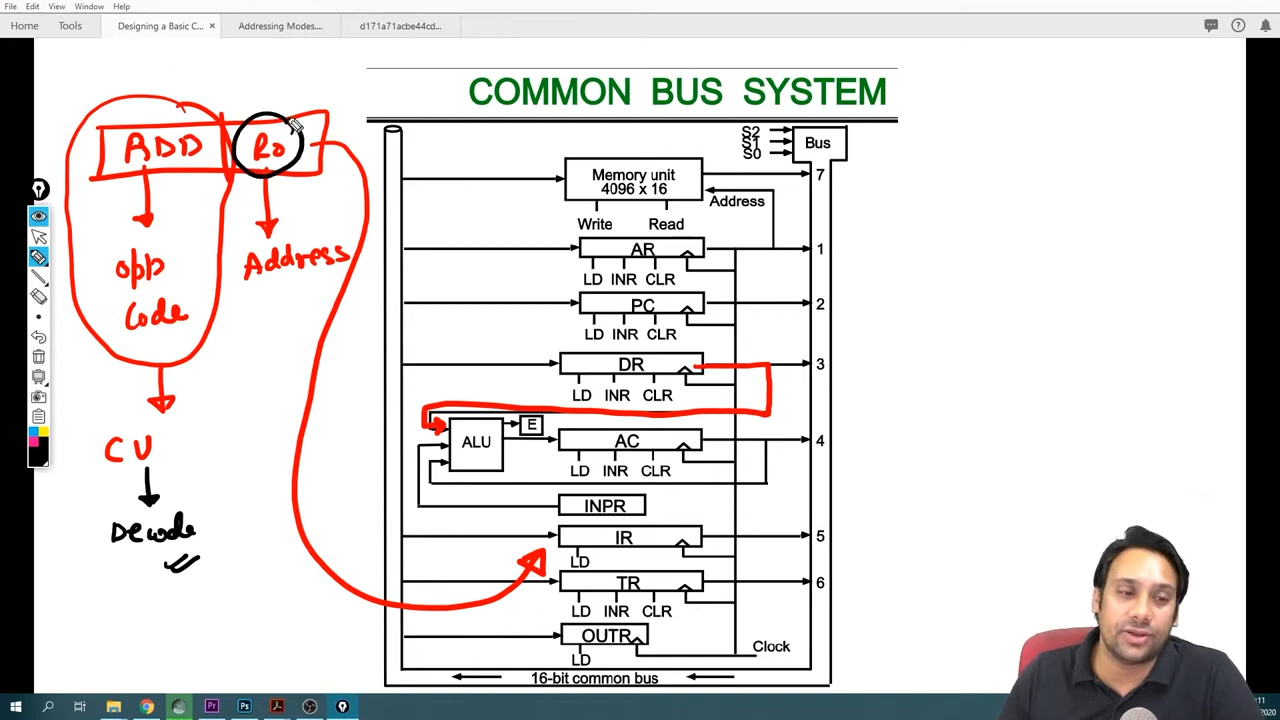 File Edit View Window Help
Home Tools Designing a Basic C... × Addressing Modes.... d171a71acbe44cd...
COMMON BUS SYSTEM
ADD R0
Opp
Code
Address
CU
Decode
S2
S1
S0
Bus
Memory unit
4096 x 16
7
Address
Write Read
AR 1
LD INR CLR
PC 2
LD INR CLR
DR 3
LD INR CLR
ALU E
AC 4
LD INR CLR
INPR
IR 5
LD
TR 6
LD INR CLR
OUTR
LD
Clock
16-bit common bus